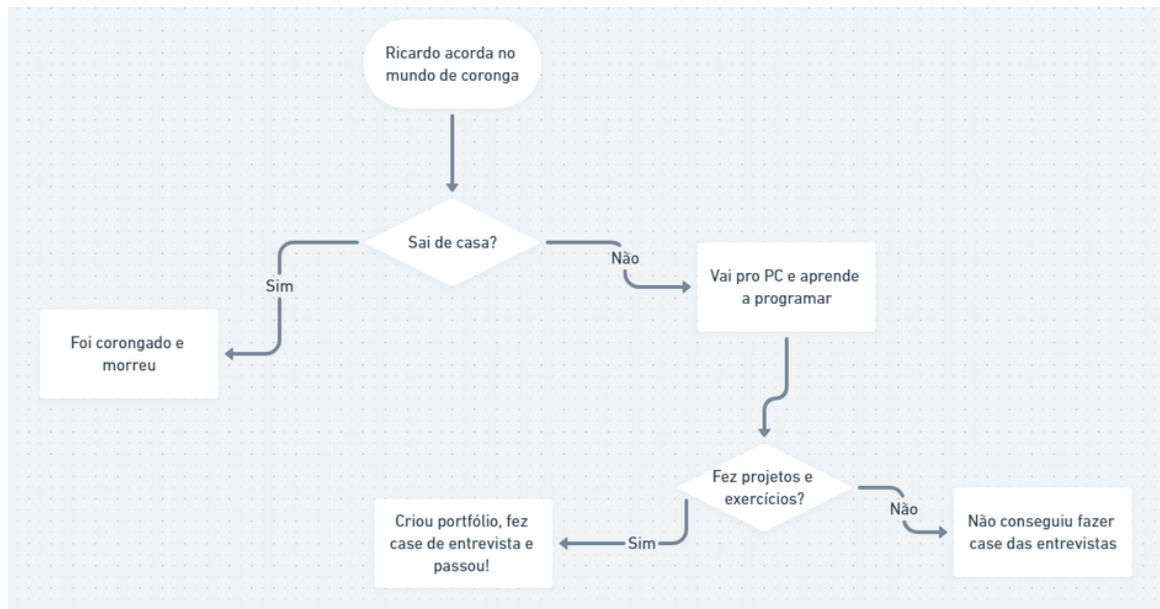 Ricardo acorda no
mundo de coronga
Sai de casa?
Não
Vai pro PC e aprende
a programar
Sim
Foi corongado e
morreu
Fez projetos e
exercícios?
Não
Não conseguiu fazer
case das entrevistas
Sim
Criou portfólio, fez
case de entrevista e
passou!